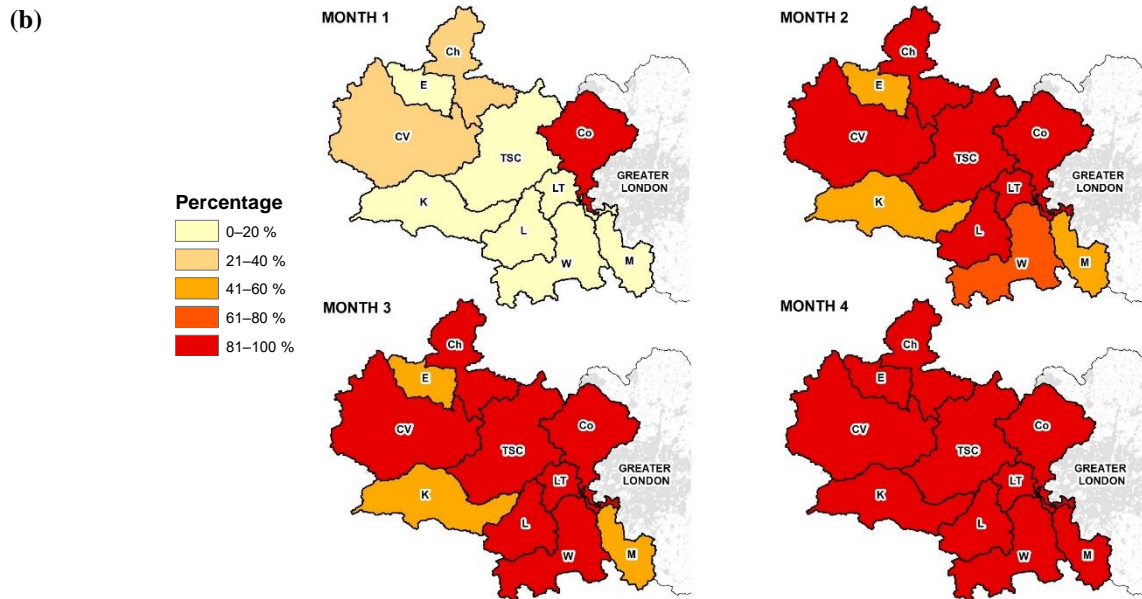 (b)
MONTH 1
Ch
E
CV
Co
TSC
GREATER
LONDON
LT
K
L
W
M
MONTH 2
Ch
E
CV
Co
TSC
GREATER
LONDON
LT
K
L
W
M
Percentage
0–20 %
21–40 %
41–60 %
61–80 %
81–100 %
MONTH 3
Ch
E
CV
Co
TSC
GREATER
LONDON
LT
K
L
W
M
MONTH 4
Ch
E
CV
Co
TSC
GREATER
LONDON
LT
K
L
W
M